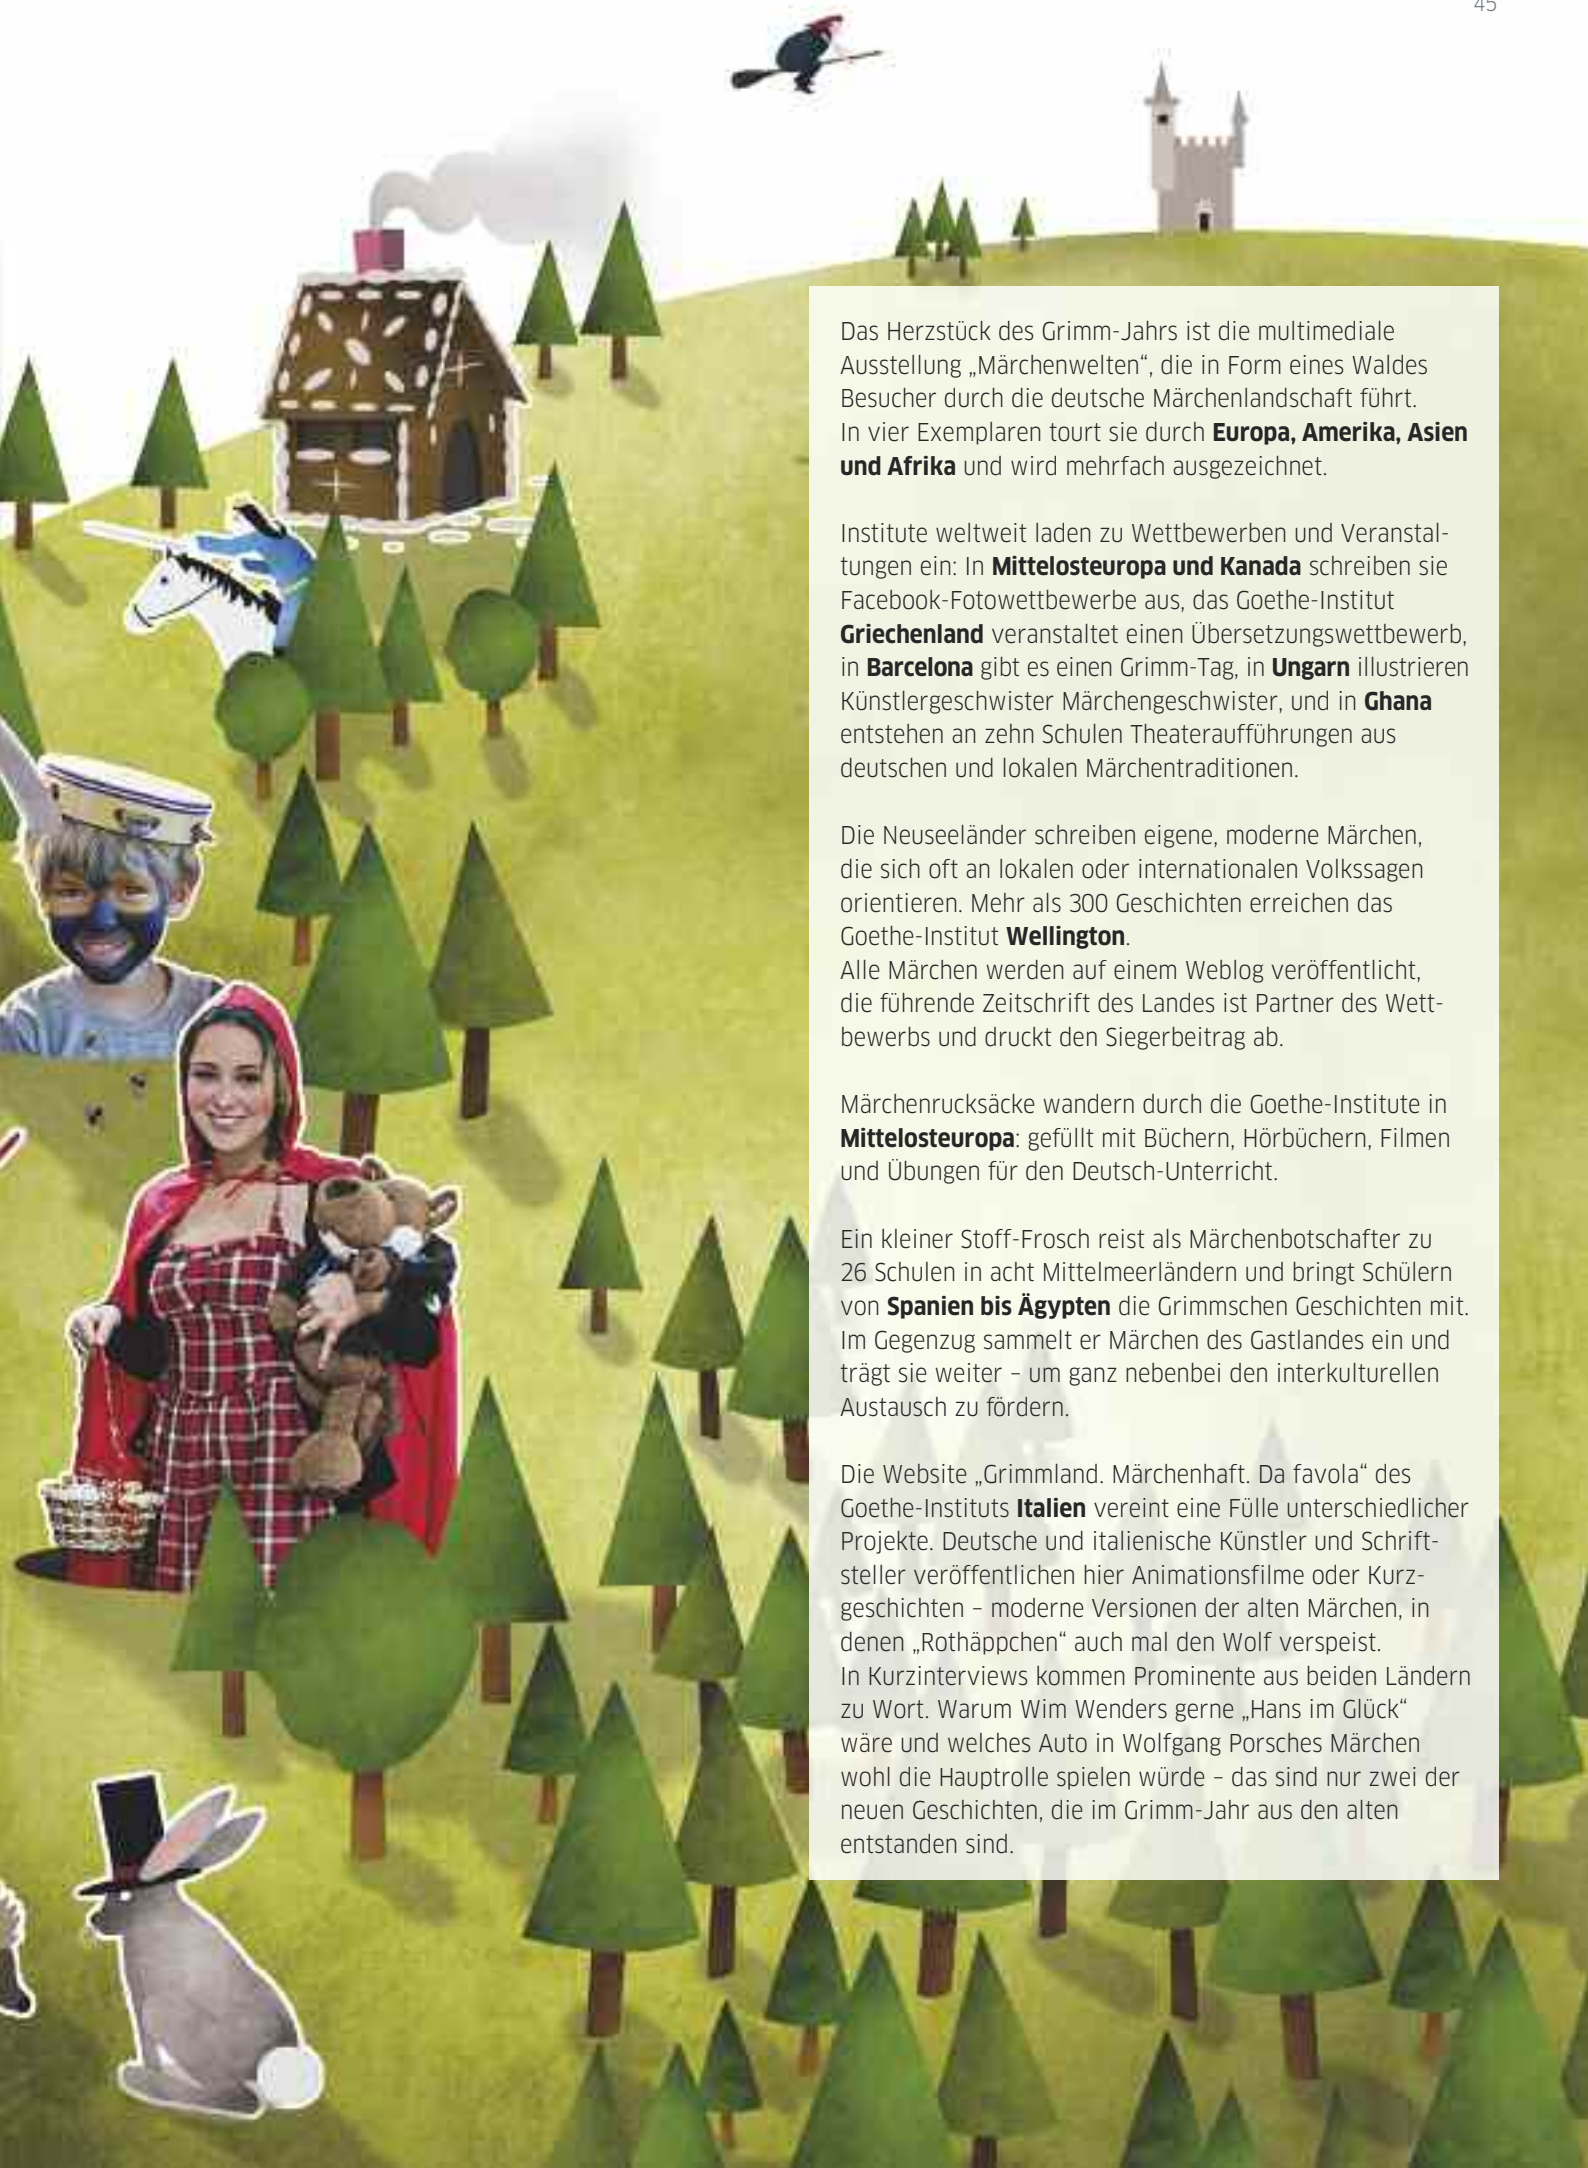 45
Das Herzstück des Grimm-Jahrs ist die multimediale
Ausstellung „Märchenwelten“, die in Form eines Waldes
Besucher durch die deutsche Märchenlandschaft führt.
In vier Exemplaren tourt sie durch Europa, Amerika, Asien
und Afrika und wird mehrfach ausgezeichnet.
Institute weltweit laden zu Wettbewerben und Veranstal-
tungen ein: In Mittelosteuropa und Kanada schreiben sie
Facebook-Fotowettbewerbe aus, das Goethe-Institut
Griechenland veranstaltet einen Übersetzungswettbewerb,
in Barcelona gibt es einen Grimm-Tag, in Ungarn illustrieren
Künstlergeschwister Märchengeschwister, und in Ghana
entstehen an zehn Schulen Theateraufführungen aus
deutschen und lokalen Märchentraditionen.
Die Neuseeländer schreiben eigene, moderne Märchen,
die sich oft an lokalen oder internationalen Volkssagen
orientieren. Mehr als 300 Geschichten erreichen das
Goethe-Institut Wellington.
Alle Märchen werden auf einem Weblog veröffentlicht,
die führende Zeitschrift des Landes ist Partner des Wett-
bewerbs und druckt den Siegerbeitrag ab.
Märchenrucksäcke wandern durch die Goethe-Institute in
Mittelosteuropa: gefüllt mit Büchern, Hörbüchern, Filmen
und Übungen für den Deutsch-Unterricht.
Ein kleiner Stoff-Frosch reist als Märchenbotschafter zu
26 Schulen in acht Mittelmeerländern und bringt Schülern
von Spanien bis Ägypten die Grimmschen Geschichten mit.
Im Gegenzug sammelt er Märchen des Gastlandes ein und
trägt sie weiter – um ganz nebenbei den interkulturellen
Austausch zu fördern.
Die Website „Grimmland. Märchenhaft. Da favola“ des
Goethe-Instituts Italien vereint eine Fülle unterschiedlicher
Projekte. Deutsche und italienische Künstler und Schrift-
steller veröffentlichen hier Animationsfilme oder Kurz-
geschichten – moderne Versionen der alten Märchen, in
denen „Rothäppchen“ auch mal den Wolf verspeist.
In Kurzinterviews kommen Prominente aus beiden Ländern
zu Wort. Warum Wim Wenders gerne „Hans im Glück“
wäre und welches Auto in Wolfgang Porsches Märchen
wohl die Hauptrolle spielen würde – das sind nur zwei der
neuen Geschichten, die im Grimm-Jahr aus den alten
entstanden sind.